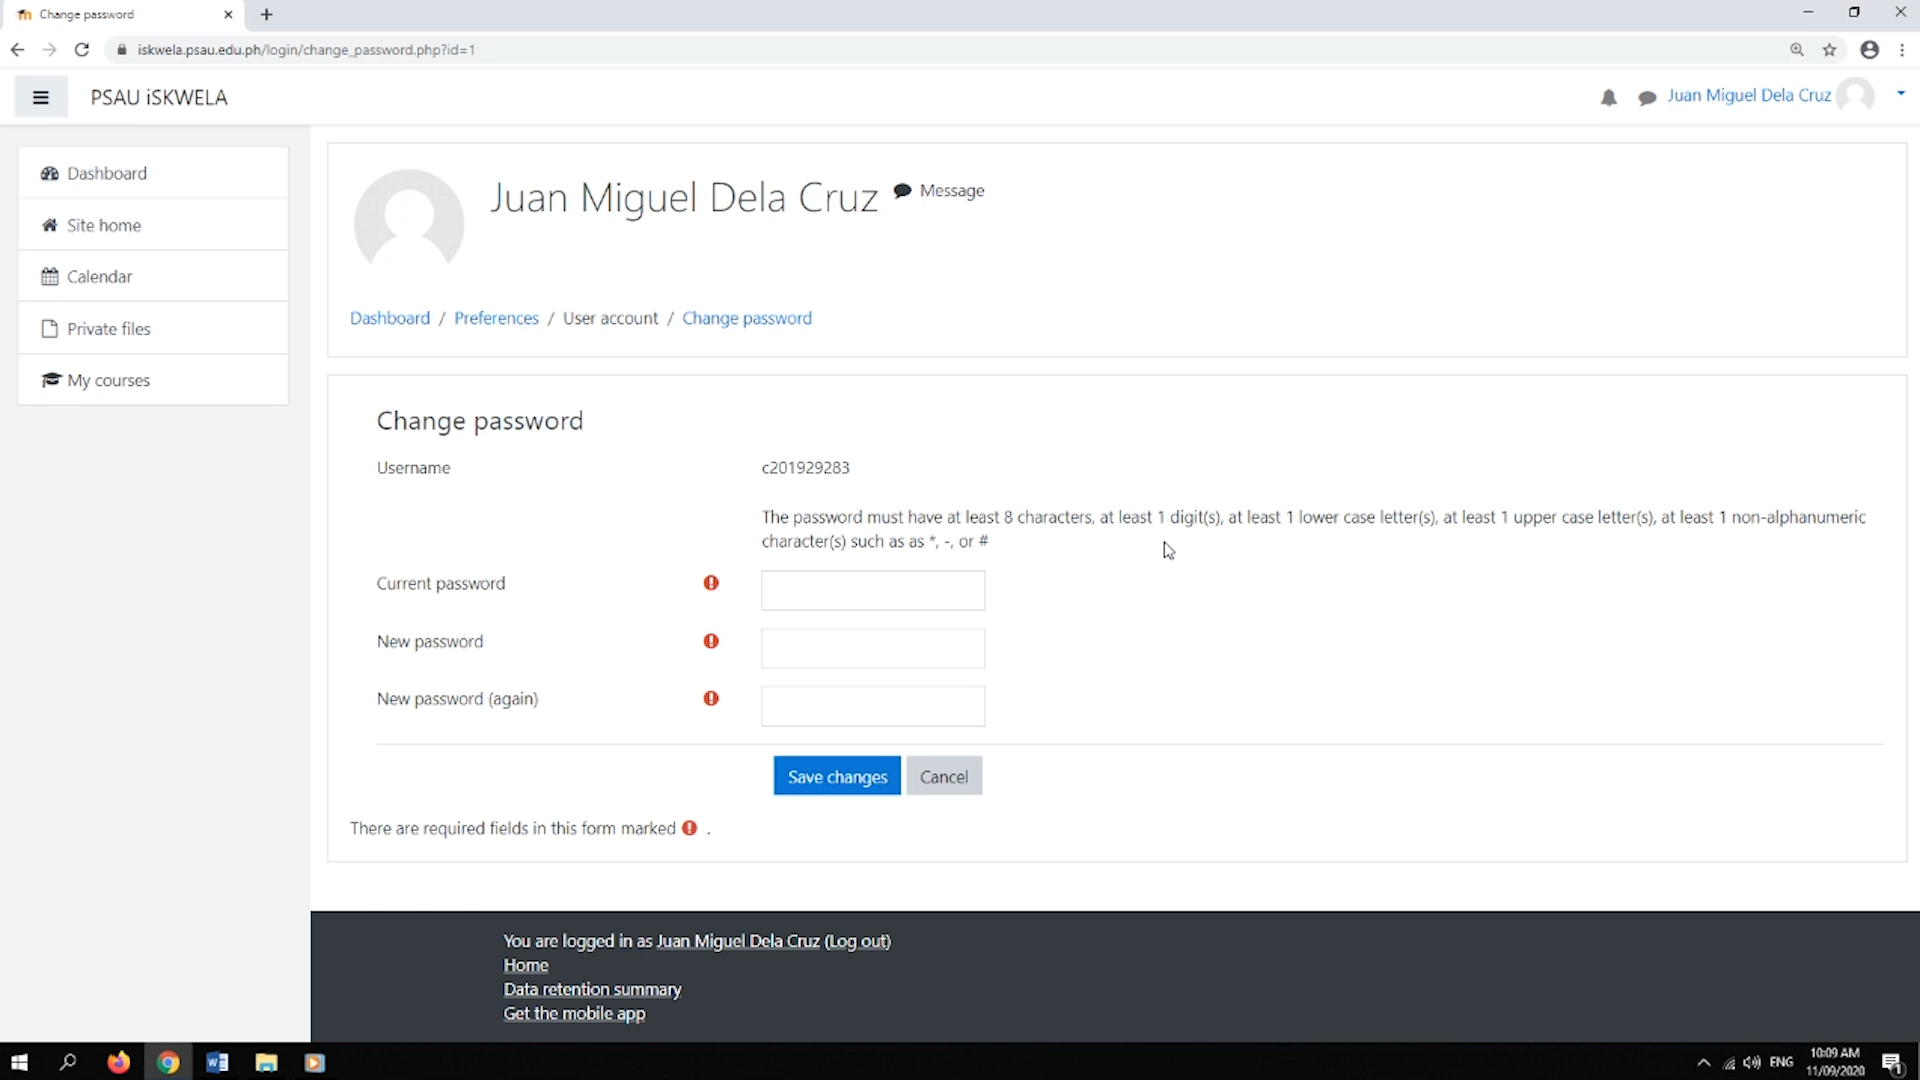 Change password
iskwela.psau.edu.ph/login/change_password.php?id=1
PSAU iSKWELA
Juan Miguel Dela Cruz
Dashboard
Site home
Calendar
Private files
My courses
Juan Miguel Dela Cruz Message
Dashboard / Preferences / User account / Change password
Change password
Username c201929283
The password must have at least 8 characters, at least 1 digit(s), at least 1 lower case letter(s), at least 1 upper case letter(s), at least 1 non-alphanumeric
character(s) such as as *, -, or #
Current password
New password
New password (again)
Save changes Cancel
There are required fields in this form marked .
You are logged in as Juan Miguel Dela Cruz (Log out)
Home
Data retention summary
Get the mobile app
ENG
10:09 AM
11/09/2020
1